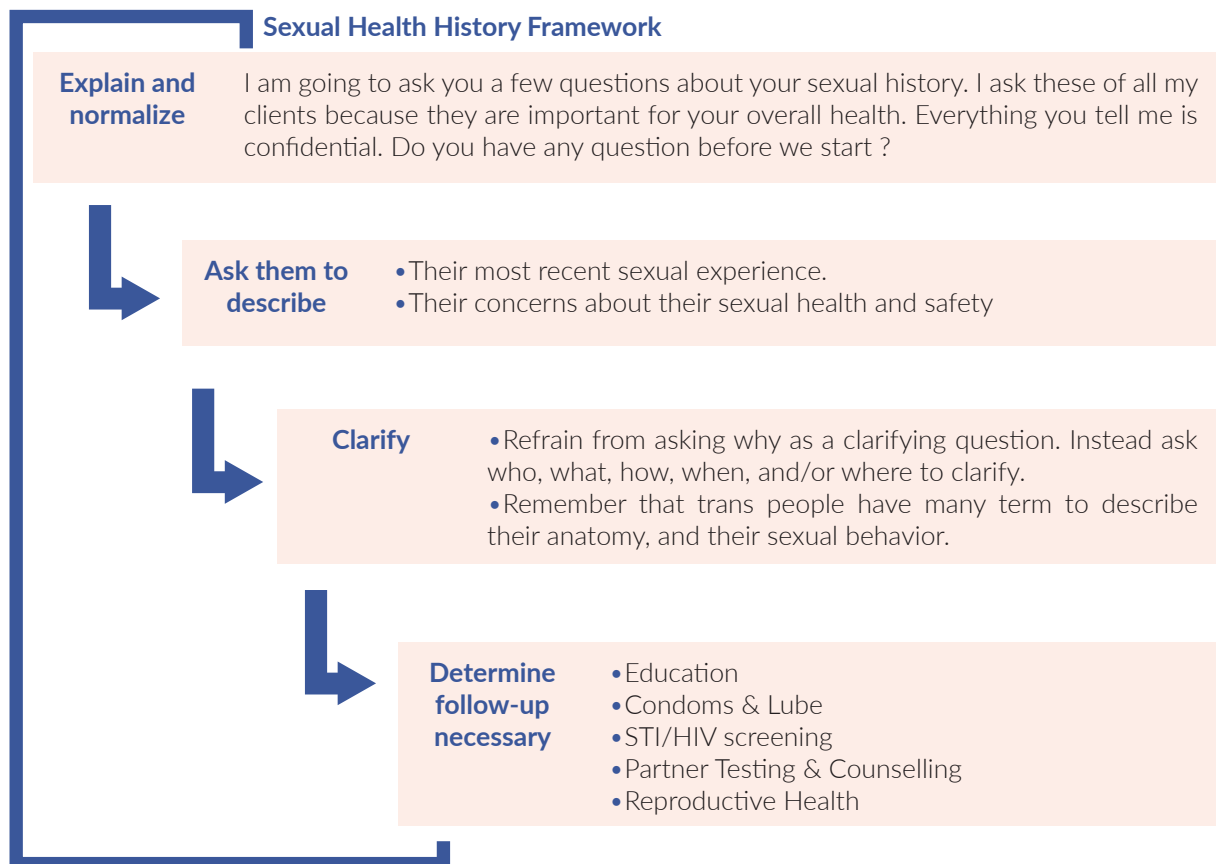 Sexual Health History Framework
Explain and
normalize
I am going to ask you a few questions about your sexual history. I ask these of all my
clients because they are important for your overall health. Everything you tell me is
confidential. Do you have any question before we start ?
Ask them to
describe
•Their most recent sexual experience.
•Their concerns about their sexual health and safety
Clarify
•Refrain from asking why as a clarifying question. Instead ask
who, what, how, when, and/or where to clarify.
•Remember that trans people have many term to describe
their anatomy, and their sexual behavior.
Determine
follow-up
necessary
•Education
•Condoms & Lube
•STI/HIV screening
•Partner Testing & Counselling
•Reproductive Health